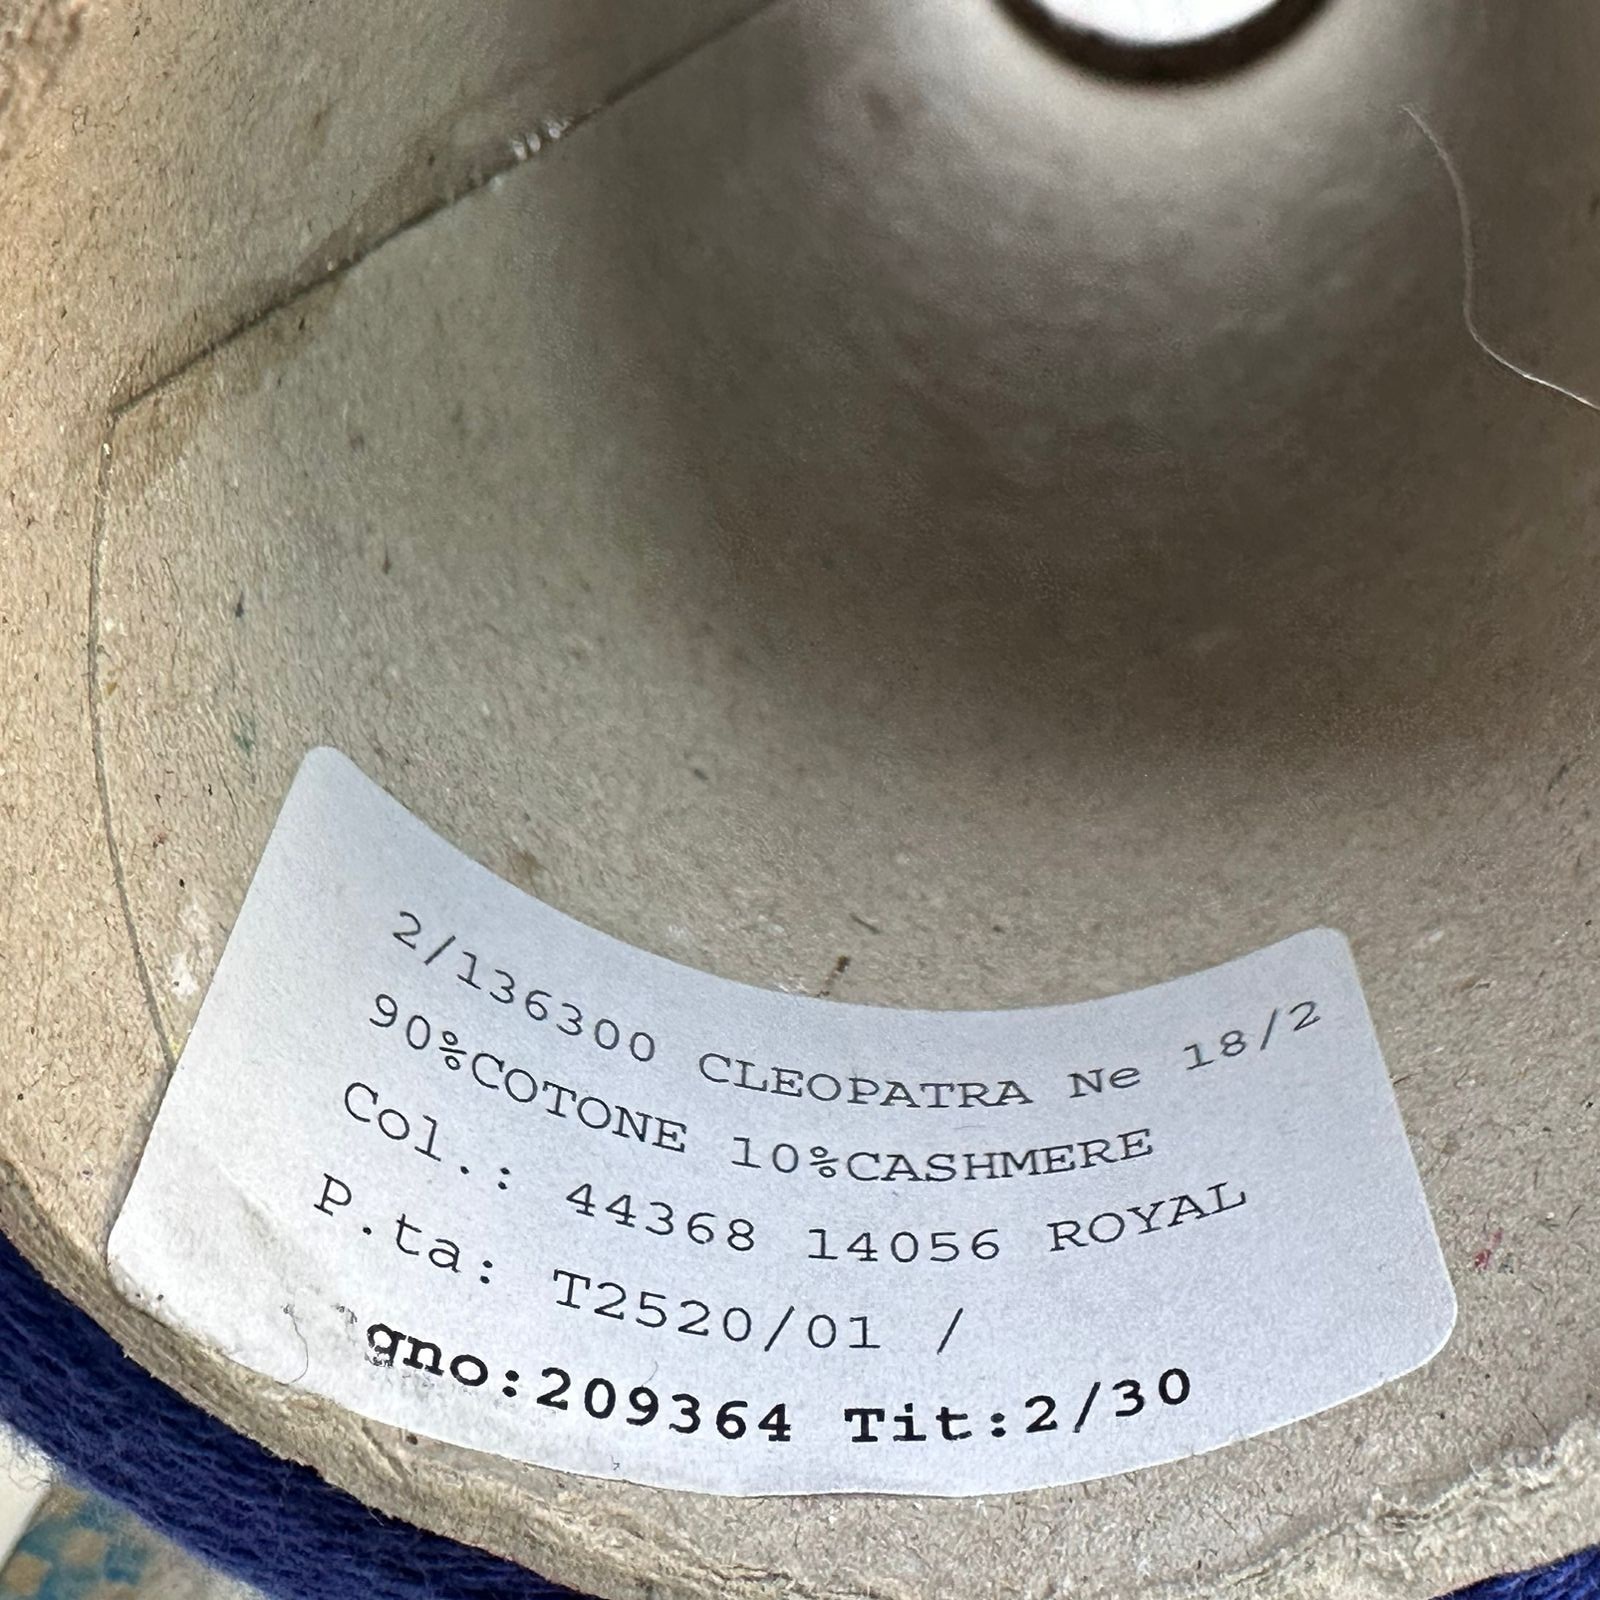 2/136300 CLEOPATRA Ne 18/2
90%COTONE 10%CASHMERE
Col.: 44368 14056 ROYAL
P.ta: T2520/01 /
gno:209364 Tit:2/30